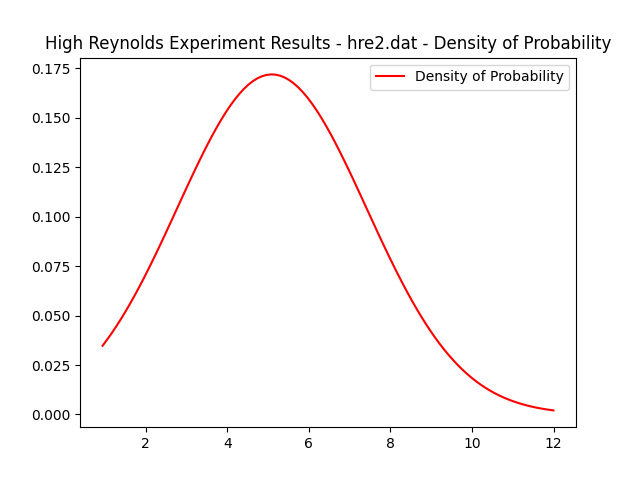 High Reynolds Experiment Results - hre2.dat - Density of Probability
Density of Probability
0.175
0.150
0.125
0.100
0.075
0.050
0.025
0.000
2 4 6 8 10 12